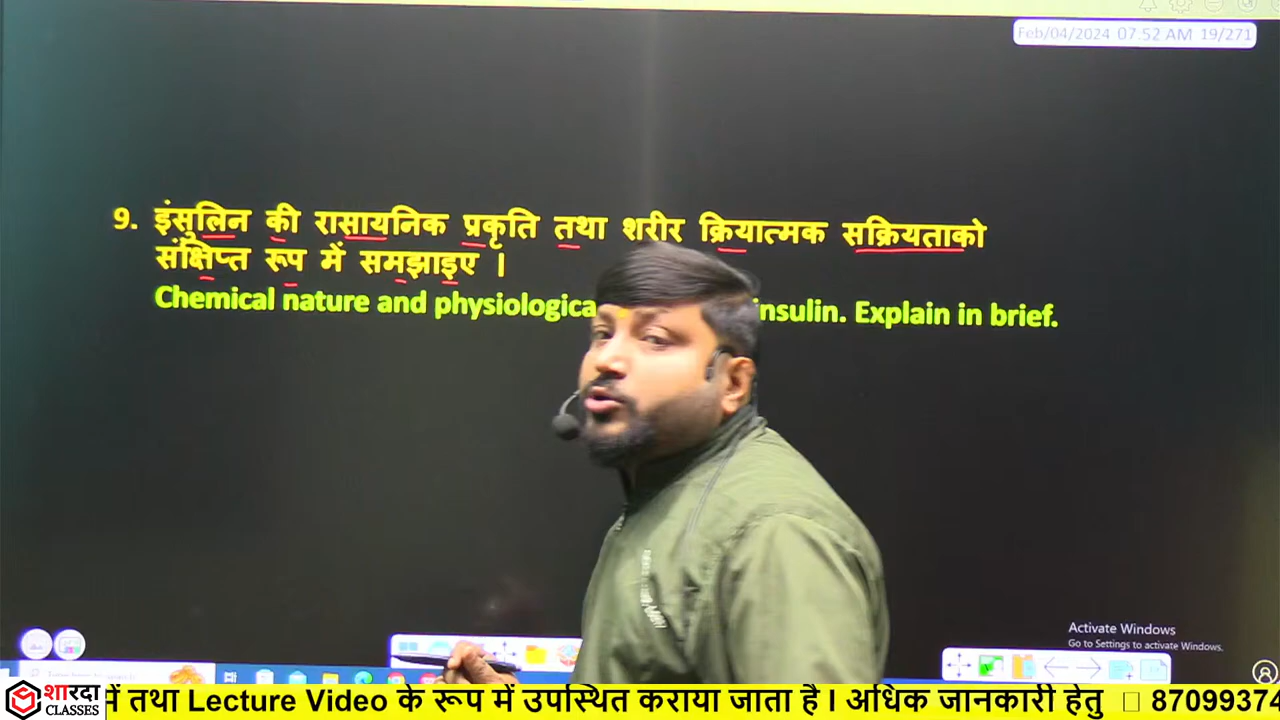 Feb/04/2024 07.52 AM 19/271
9. इंसुलिन की रासायनिक प्रकृति तथा शरीर क्रियात्मक सक्रियताको
संक्षिप्त रूप में समझाइए ।
Chemical nature and physiologica insulin. Explain in brief.
Activate Windows
Go to Settings to activate Windows.
शारदा
CLASSES
में तथा Lecture Video के रूप में उपस्थित कराया जाता है । अधिक जानकारी हेतु 87099374